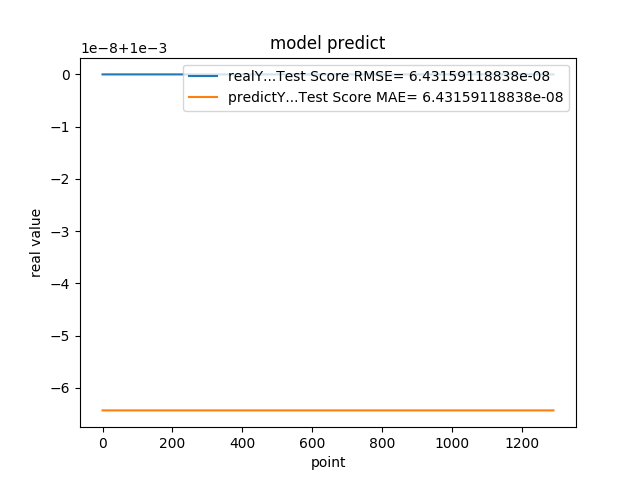 model predict
1e−8+1e−3
realY...Test Score RMSE= 6.43159118838e-08
predictY...Test Score MAE= 6.43159118838e-08
0
−1
−2
−3
−4
−5
−6
real value
0 200 400 600 800 1000 1200
point